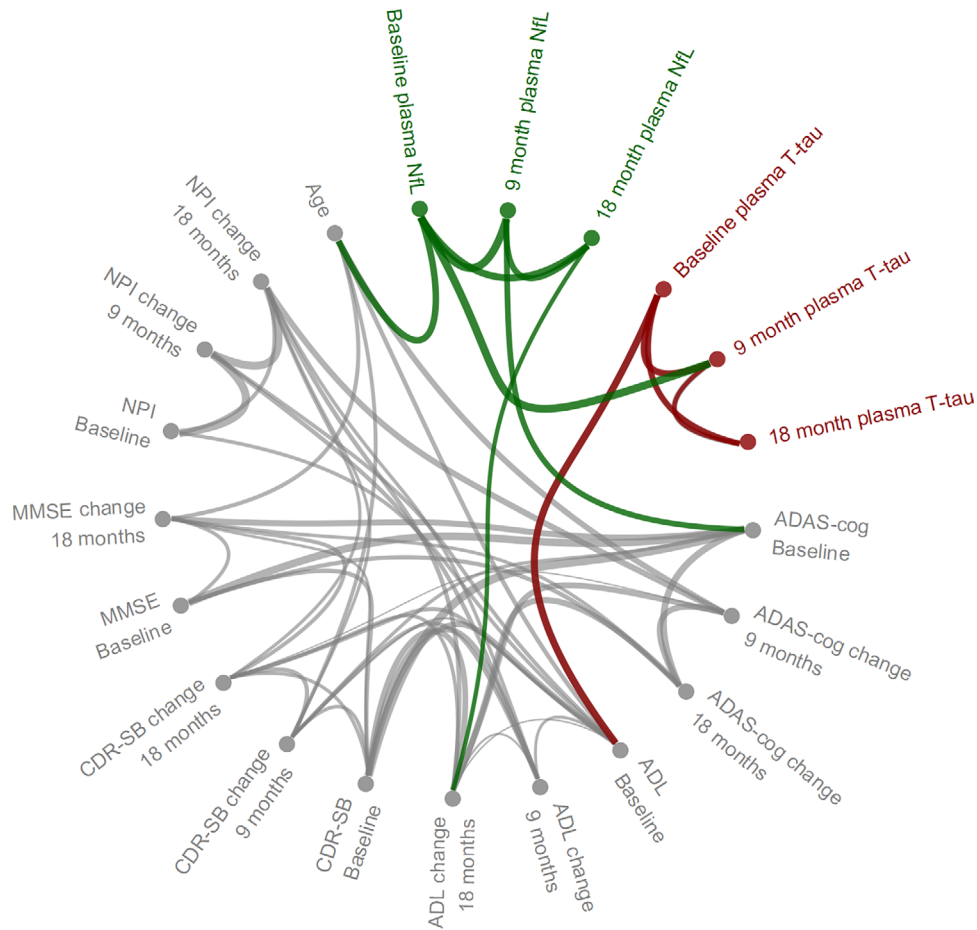 Baseline plasma NfL
9 month plasma NfL
18 month plasma NfL
Baseline plasma T-tau
9 month plasma T-tau
18 month plasma T-tau
ADAS-cog
Baseline
ADAS-cog change
9 months
ADAS-cog change
18 months
ADL
Baseline
ADL change
9 months
ADL change
18 months
CDR-SB
Baseline
CDR-SB change
9 months
CDR-SB change
18 months
MMSE
Baseline
MMSE change
18 months
NPI
Baseline
NPI change
9 months
NPI change
18 months
Age